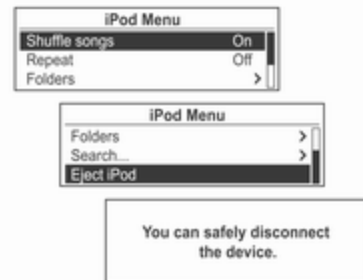 iPod Menu
Shuffle songs On
Repeat Off
Folders >
iPod Menu
Folders >
Search... >
Eject iPod
You can safely disconnect
the device.